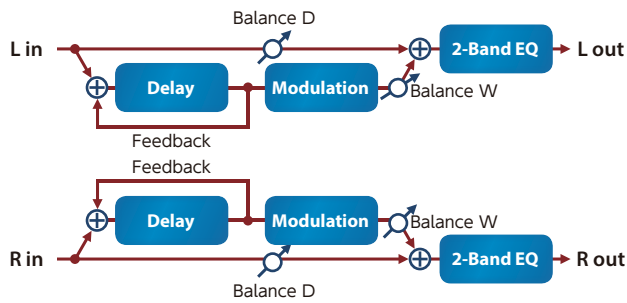 Balance D
L in
2-Band EQ
L out
Delay
Modulation
Balance W
Feedback
Feedback
Delay
Modulation
Balance W
R in
2-Band EQ
R out
Balance D